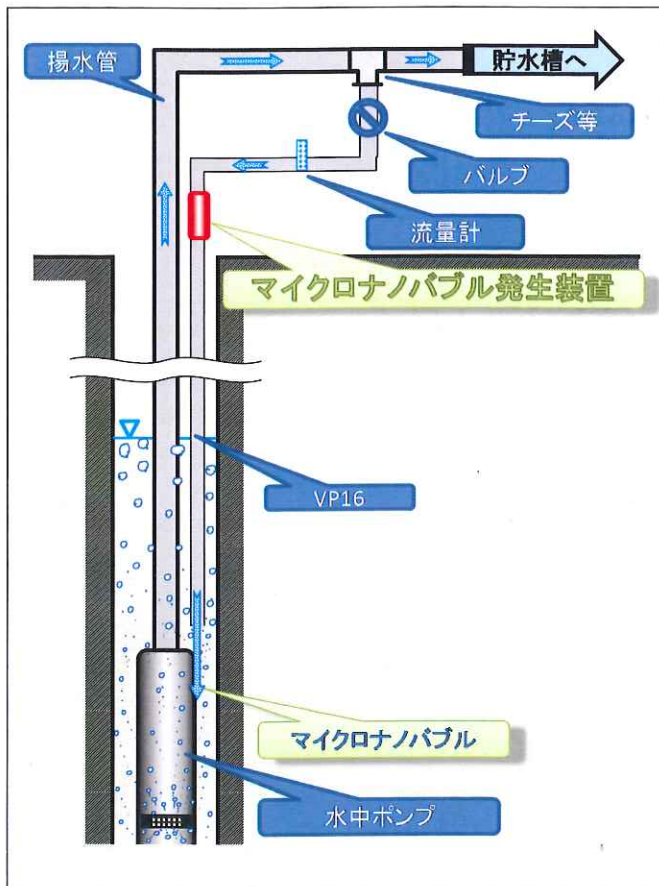 揚水管
貯水槽へ
チーズ等
バルブ
流量計
マイクロナノバブル発生装置
VP16
マイクロナノバブル
水中ポンプ